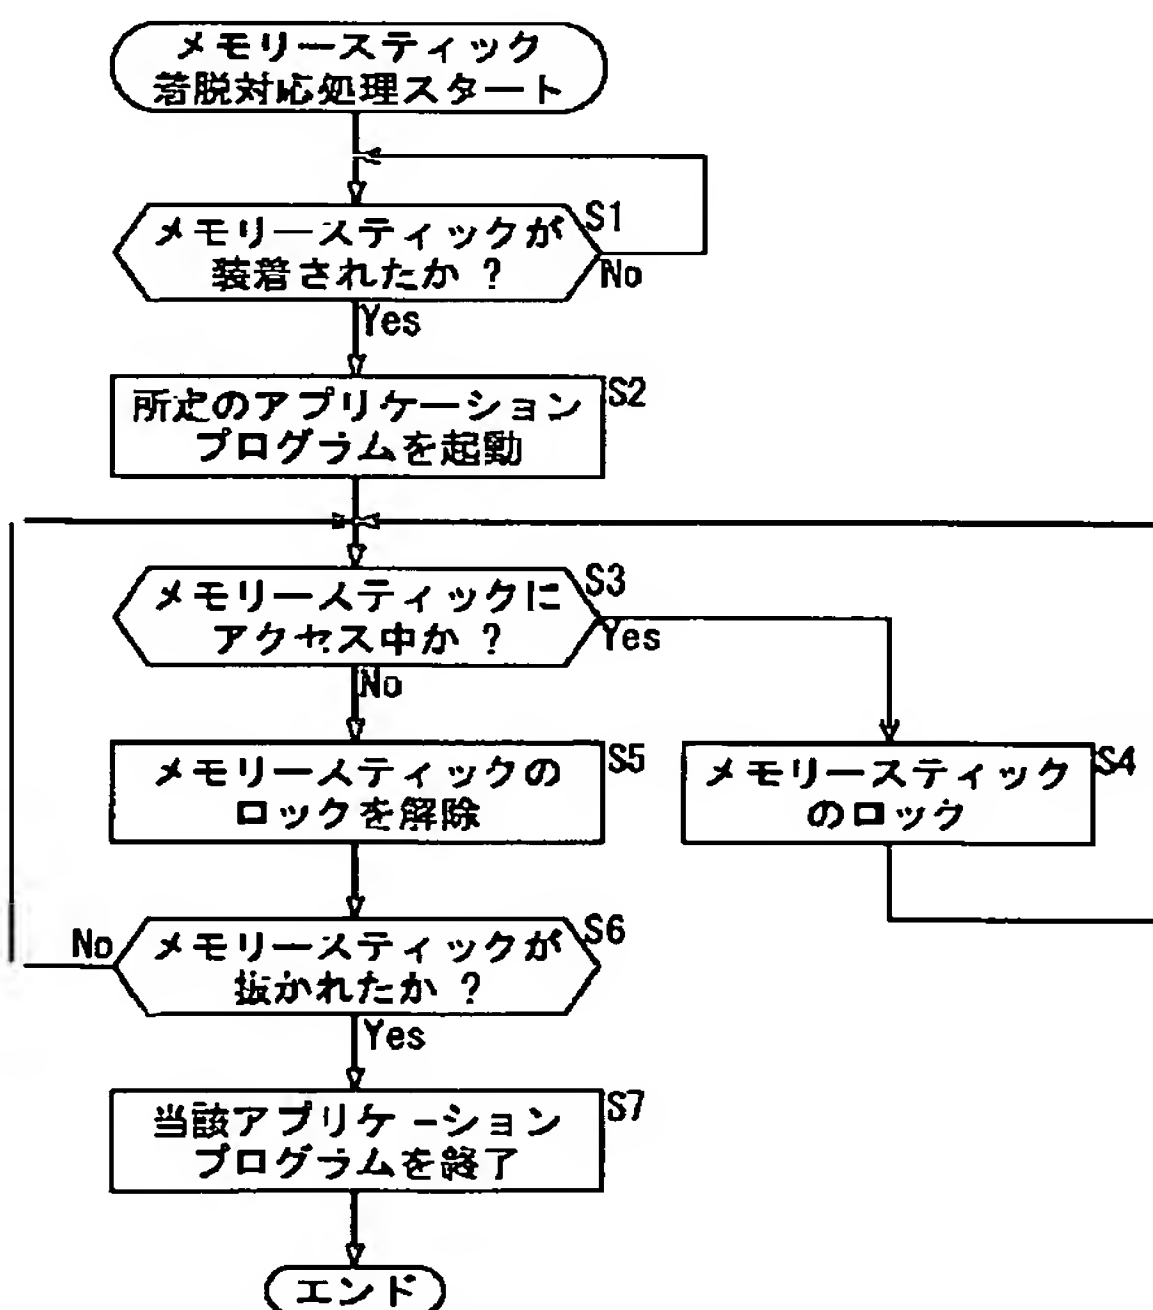 メモリースティック
着脱対応処理スタート
メモリースティックが
装着されたか ?
S1
No
Yes
所定のアプリケーション
プログラムを起動
S2
メモリースティックに
アクセス中か ?
S3
Yes
No
メモリースティックの
ロックを解除
S5
メモリースティック
のロック
S4
メモリースティックが
抜かれたか ?
S6
No
Yes
当該アプリケーション
プログラムを終了
S7
エンド